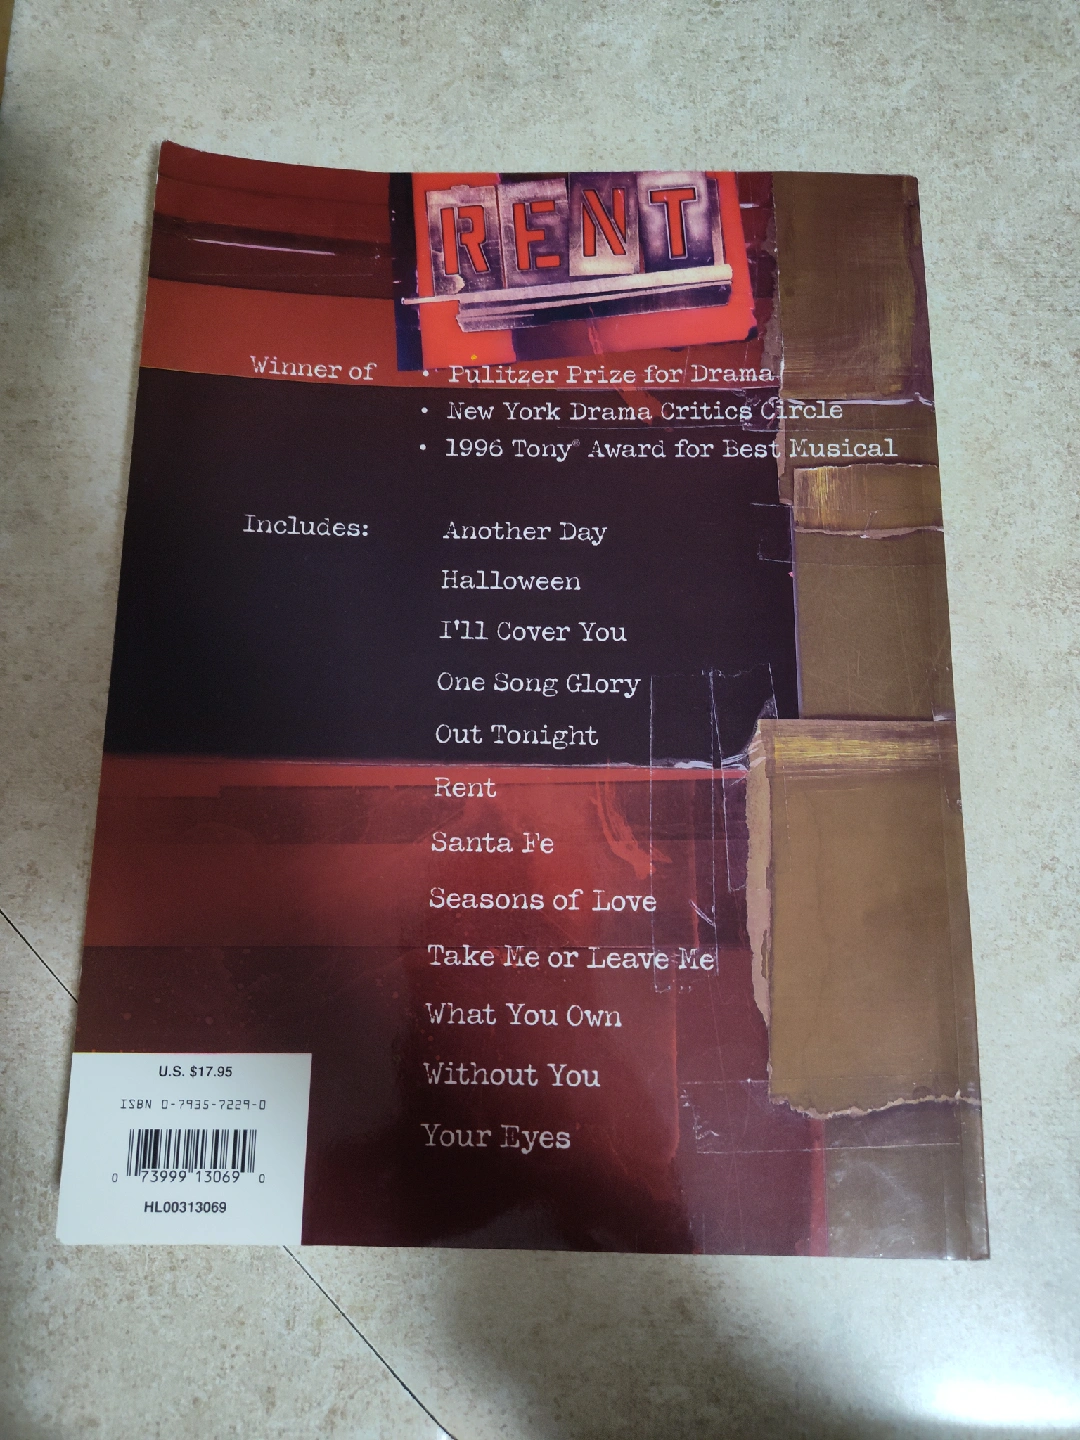 RENT
Winner of • Pulitzer Prize for Drama
• New York Drama Critics Circle
• 1996 Tony® Award for Best Musical
Includes: Another Day
Halloween
I'll Cover You
One Song Glory
Out Tonight
Rent
Santa Fe
Seasons of Love
Take Me or Leave Me
What You Own
Without You
Your Eyes
U.S. $17.95
ISBN 0-7935-7229-0
0 73999 13069 0
HL00313069